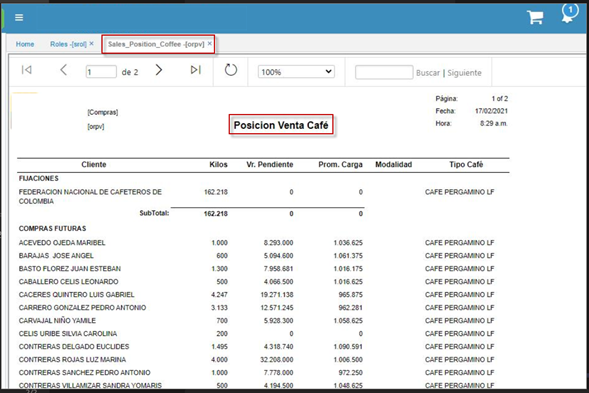 1
Home Roles -[srol] × Sales_Position_Coffee -[orpv] ×
1 de 2 100% Buscar | Siguiente
Página: 1 of 2
[Compras] Fecha: 17/02/2021
[orpv] Posicion Venta Café Hora: 8:29 a.m.
Cliente Kilos Vr. Pendiente Prom. Carga Modalidad Tipo Cafè
FIJACIONES
FEDERACION NACIONAL DE CAFETEROS DE 162.218 0 0 CAFE PERGAMINO LF
COLOMBIA
SubTotal: 162.218 0 0
COMPRAS FUTURAS
ACEVEDO OJEDA MARIBEL 1.000 8.293.000 1.036.625 CAFE PERGAMINO LF
BARAJAS JOSE ANGEL 600 5.094.600 1.061.375 CAFE PERGAMINO LF
BASTO FLOREZ JUAN ESTEBAN 1.300 7.958.681 1.016.175 CAFE PERGAMINO LF
CABALLERO CELIS LEONARDO 500 4.066.500 1.016.625 CAFE PERGAMINO LF
CACERES QUINTERO LUIS GABRIEL 4.247 19.271.138 965.875 CAFE PERGAMINO LF
CARRERO GONZALEZ PEDRO ANTONIO 3.133 12.571.245 962.281 CAFE PERGAMINO LF
CARVAJAL NIÑO YAMILE 700 5.928.300 1.058.625 CAFE PERGAMINO LF
CELIS URIBE SILVIA CAROLINA 200 0 0 CAFE PERGAMINO LF
CONTRERAS DELGADO EUCLIDES 1.495 4.318.740 1.090.591 CAFE PERGAMINO LF
CONTRERAS ROJAS LUZ MARINA 4.000 32.208.000 1.006.500 CAFE PERGAMINO LF
CONTRERAS SANCHEZ PEDRO ANTONIO 1.000 7.778.000 972.250 CAFE PERGAMINO LF
CONTRERAS VILLAMIZAR SANDRA YOMARIS 500 4.194.500 1.048.625 CAFE PERGAMINO LF